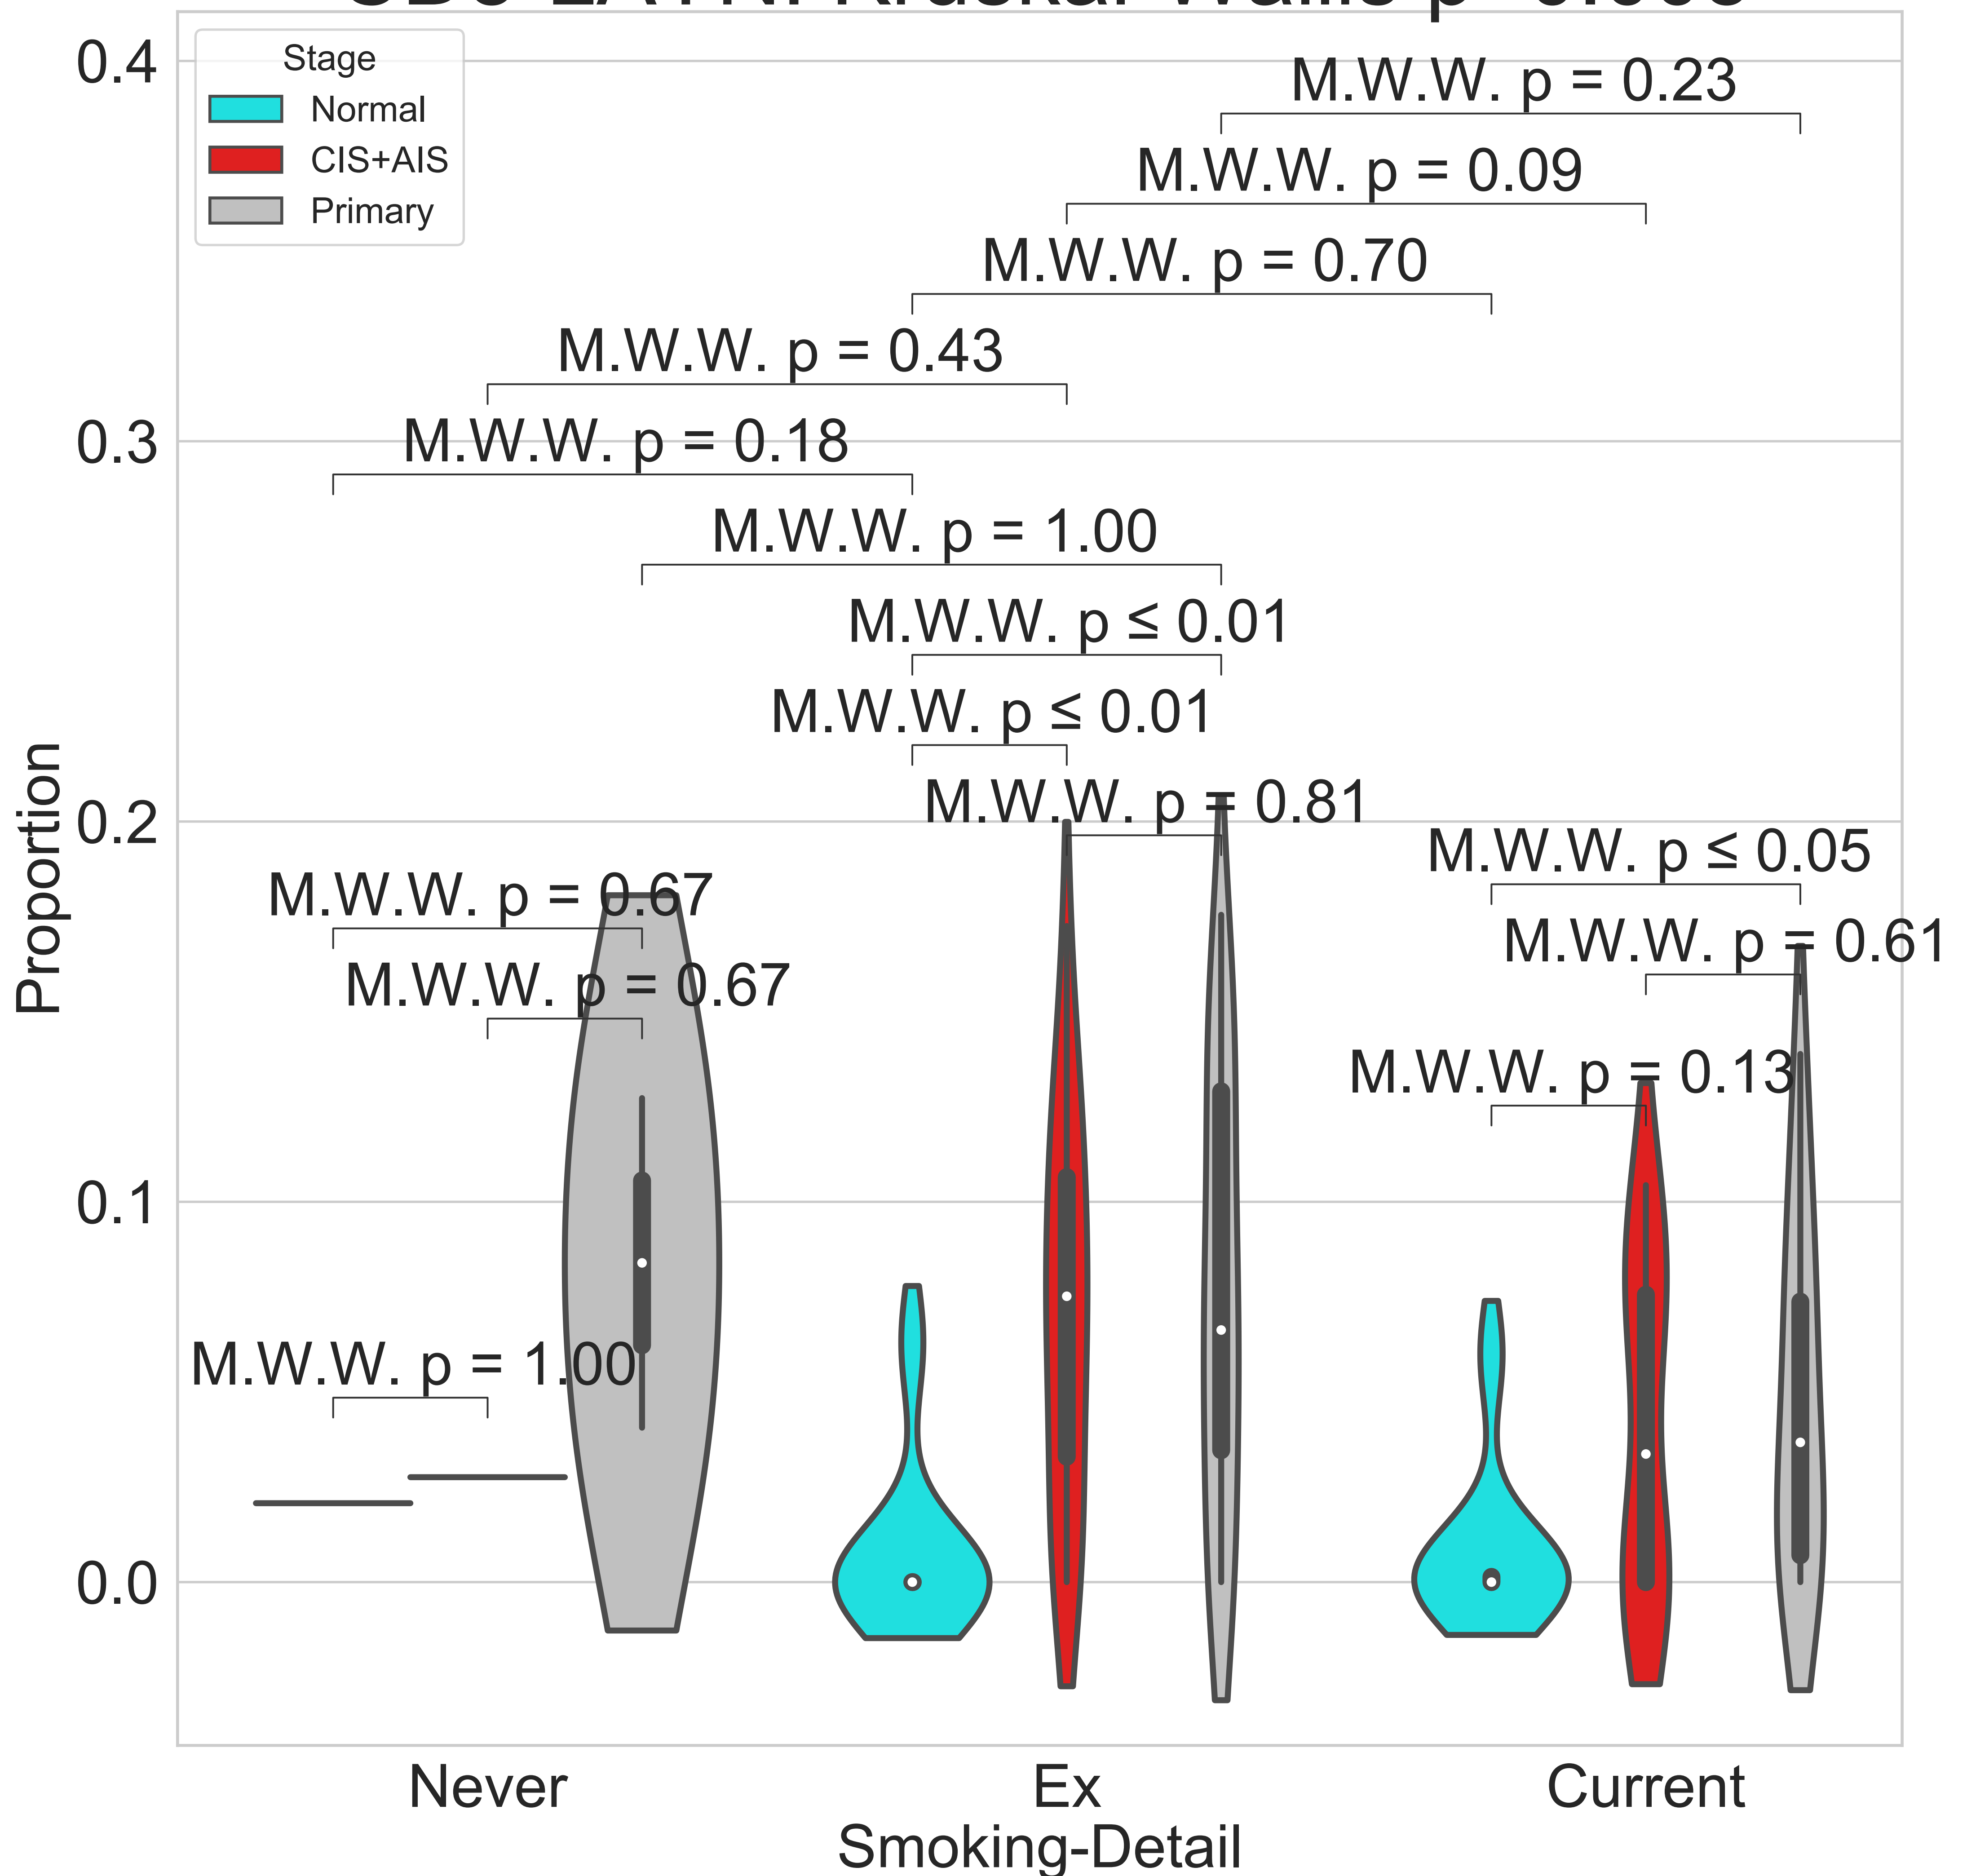 Stage
Normal
CIS+AIS
Primary
0.4
0.3
0.2
0.1
0.0
Proportion
M.W.W. p = 0.23
M.W.W. p = 0.09
M.W.W. p = 0.70
M.W.W. p = 0.43
M.W.W. p = 0.18
M.W.W. p = 1.00
M.W.W. p ≤ 0.01
M.W.W. p ≤ 0.01
M.W.W. p = 0.81
M.W.W. p ≤ 0.05
M.W.W. p = 0.67
M.W.W. p = 0.61
M.W.W. p = 0.67
M.W.W. p = 0.13
M.W.W. p = 1.00
Never Ex Current
Smoking-Detail